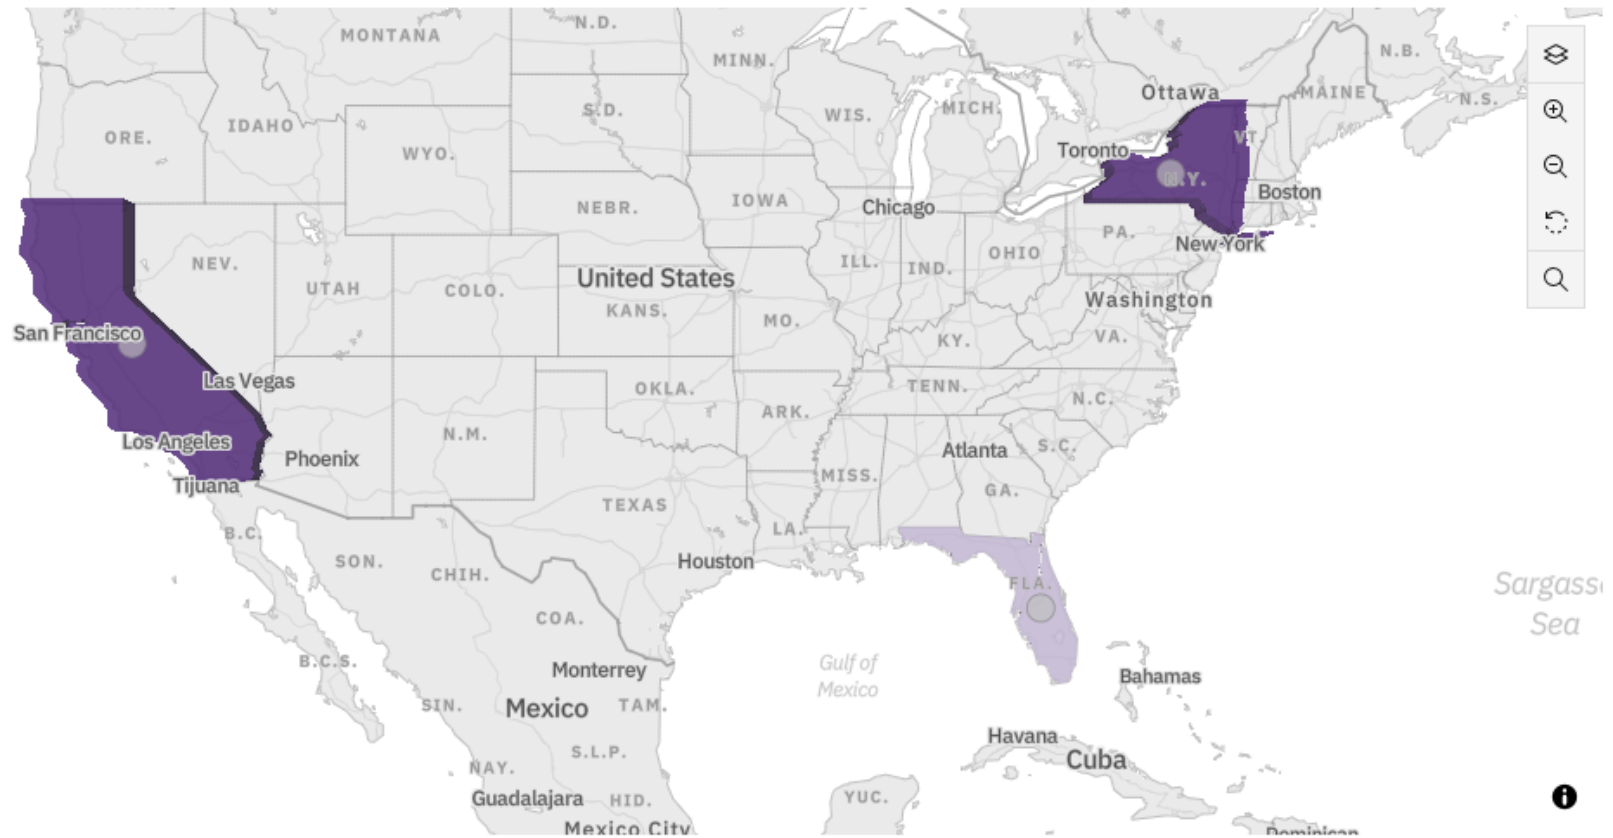 N.D.
MONTANA
MINN.
N.B.
Ottawa
MAINE
N.S.
S.D.
MICH.
WIS.
IDAHO
ORE.
VT.
Toronto
WYO.
N.Y.
Boston
IOWA
Chicago
NEBR.
PA.
New York
OHIO
ILL.
IND.
NEV.
United States
UTAH
COLO.
Washington
KANS.
MO.
San Francisco
KY.
VA.
Las Vegas
TENN.
OKLA.
N.C.
ARK.
N.M.
Los Angeles
S.C.
Atlanta
Phoenix
MISS.
Tijuana
GA.
TEXAS
LA.
B.C.
SON.
Houston
CHIH.
FLA.
Sargass
Sea
COA.
B.C.S.
Gulf of
Mexico
Monterrey
Bahamas
SIN.
Mexico
TAM.
Havana
S.L.P.
Cuba
NAY.
Guadalajara
HID.
YUC.
Mexico City
Dominican